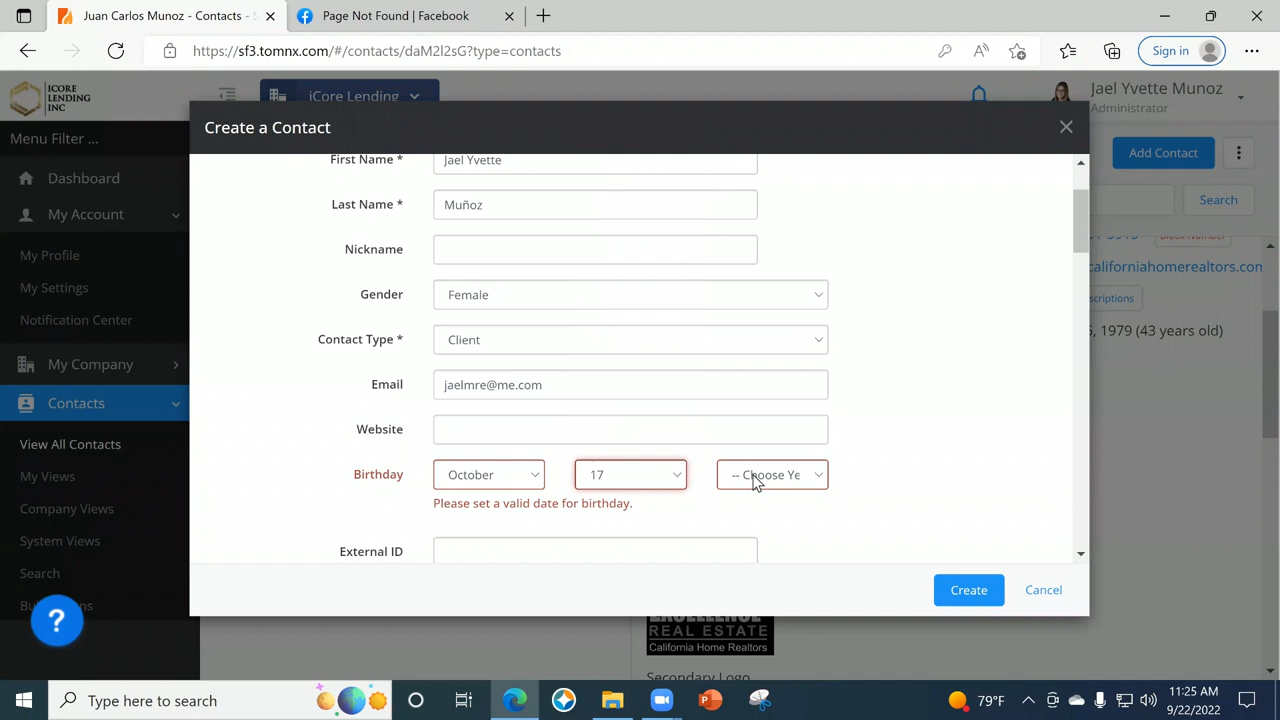 Juan Carlos Munoz - Contacts - S
Page Not Found | Facebook
https://sf3.tomnx.com/#/contacts/daM2l2sG?type=contacts
Sign in
ICORE
LENDING
INC
iCore Lending
Jael Yvette Munoz
Administrator
Menu Filter ...
Dashboard
My Account
My Profile
My Settings
Notification Center
My Company
Contacts
View All Contacts
My Views
Company Views
System Views
Search
?
Create a Contact
First Name *
Jael Yvette
Last Name *
Muñoz
Nickname
Gender
Female
Contact Type *
Client
Email
jaelmre@me.com
Website
Birthday
October
17
-- Choose Ye
Please set a valid date for birthday.
External ID
Create
Cancel
Add Contact
Search
californiahomerealtors.com
scriptions
, 1979 (43 years old)
REAL ESTATE
California Home Realtors
Secondary Logo
Type here to search
79°F
11:25 AM
9/22/2022